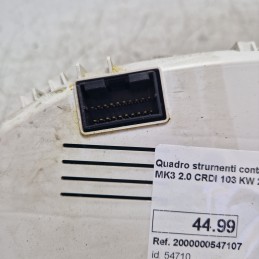 Quadro strumenti cont
MK3 2.0 CRDI 103 KW
44.99
Ref. 2000000547107
id. 54710